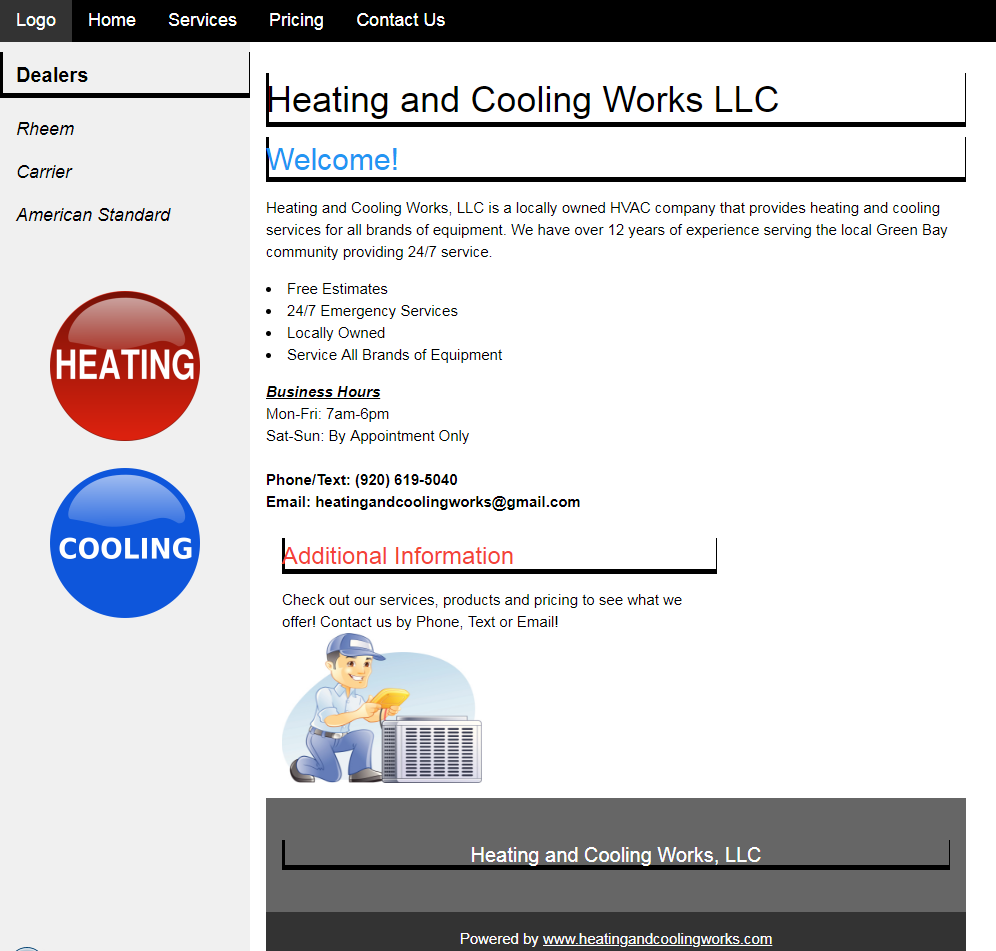 Logo Home Services Pricing Contact Us
Dealers
Rheem
Carrier
American Standard
HEATING
COOLING
Heating and Cooling Works LLC
Welcome!
Heating and Cooling Works, LLC is a locally owned HVAC company that provides heating and cooling
services for all brands of equipment. We have over 12 years of experience serving the local Green Bay
community providing 24/7 service.
• Free Estimates
• 24/7 Emergency Services
• Locally Owned
• Service All Brands of Equipment
Business Hours
Mon-Fri: 7am-6pm
Sat-Sun: By Appointment Only
Phone/Text: (920) 619-5040
Email: heatingandcoolingworks@gmail.com
Additional Information
Check out our services, products and pricing to see what we
offer! Contact us by Phone, Text or Email!
Heating and Cooling Works, LLC
Powered by www.heatingandcoolingworks.com